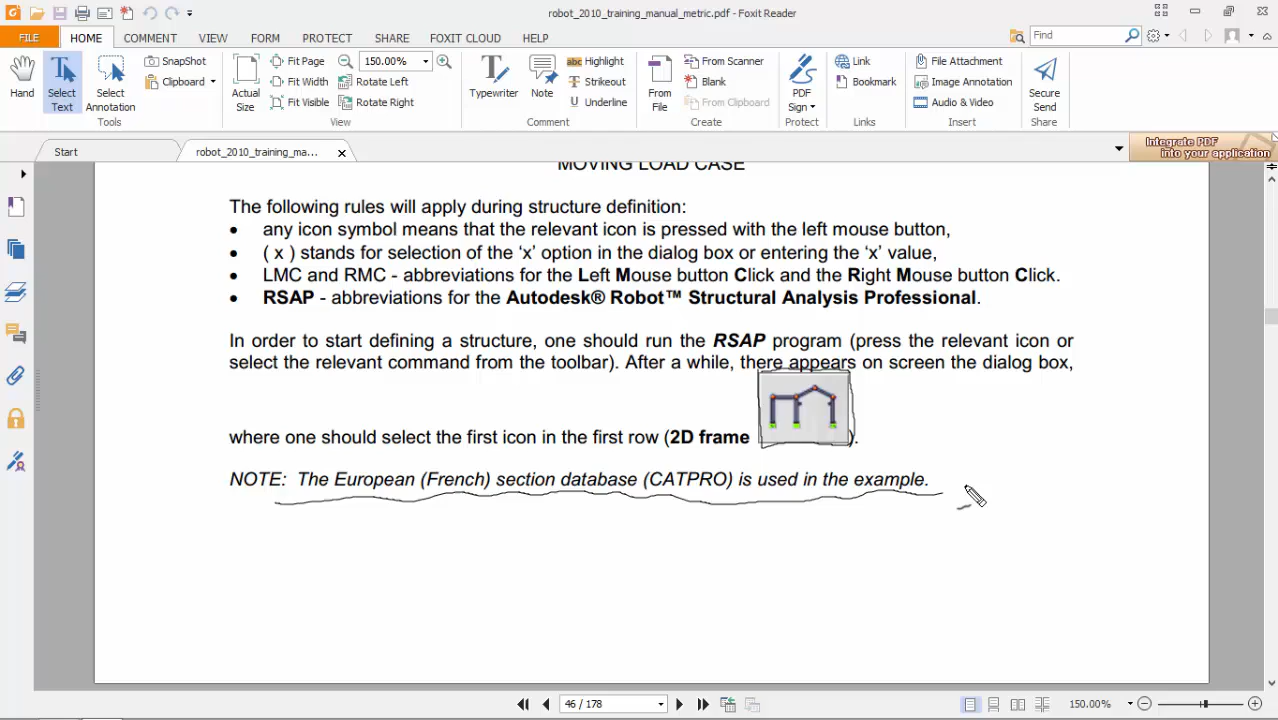 robot_2010_training_manual_metric.pdf - Foxit Reader
FILE HOME COMMENT VIEW FORM PROTECT SHARE FOXIT CLOUD HELP Find
Hand
Select
Text
Select
Annotation
SnapShot
Clipboard
Tools
Actual
Size
Fit Page
Fit Width
Fit Visible
150.00%
Rotate Left
Rotate Right
View
Typewriter
Note
abc Highlight
Strikeout
Underline
Comment
From
File
From Scanner
Blank
From Clipboard
Create
PDF
Sign
Protect
Link
Bookmark
Links
File Attachment
Image Annotation
Audio & Video
Insert
Secure
Send
Share
Start robot_2010_training_ma...
Integrate PDF
into your application
MOVING LOAD CASE
The following rules will apply during structure definition:
• any icon symbol means that the relevant icon is pressed with the left mouse button,
• ( x ) stands for selection of the ‘x’ option in the dialog box or entering the ‘x’ value,
• LMC and RMC - abbreviations for the Left Mouse button Click and the Right Mouse button Click.
• RSAP - abbreviations for the Autodesk® Robot™ Structural Analysis Professional.
In order to start defining a structure, one should run the RSAP program (press the relevant icon or
select the relevant command from the toolbar). After a while, there appears on screen the dialog box,
where one should select the first icon in the first row (2D frame ).
NOTE: The European (French) section database (CATPRO) is used in the example.
46 / 178
150.00%